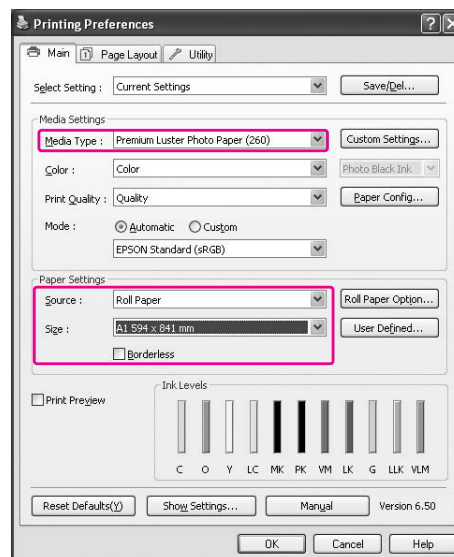 Printing Preferences
Main Page Layout Utility
Select Setting : Current Settings Save/Del...
Media Settings
Media Type : Premium Luster Photo Paper (260) Custom Settings...
Color : Color Photo Black Ink
Print Quality : Quality Paper Config...
Mode : Automatic Custom
EPSON Standard (sRGB)
Paper Settings
Source : Roll Paper Roll Paper Option...
Size : A1 594 x 841 mm User Defined...
Borderless
Print Preview
Ink Levels
C O Y LC MK PK VM LK G LLK VLM
Reset Defaults(Y) Show Settings... Manual Version 6.50
OK Cancel Help